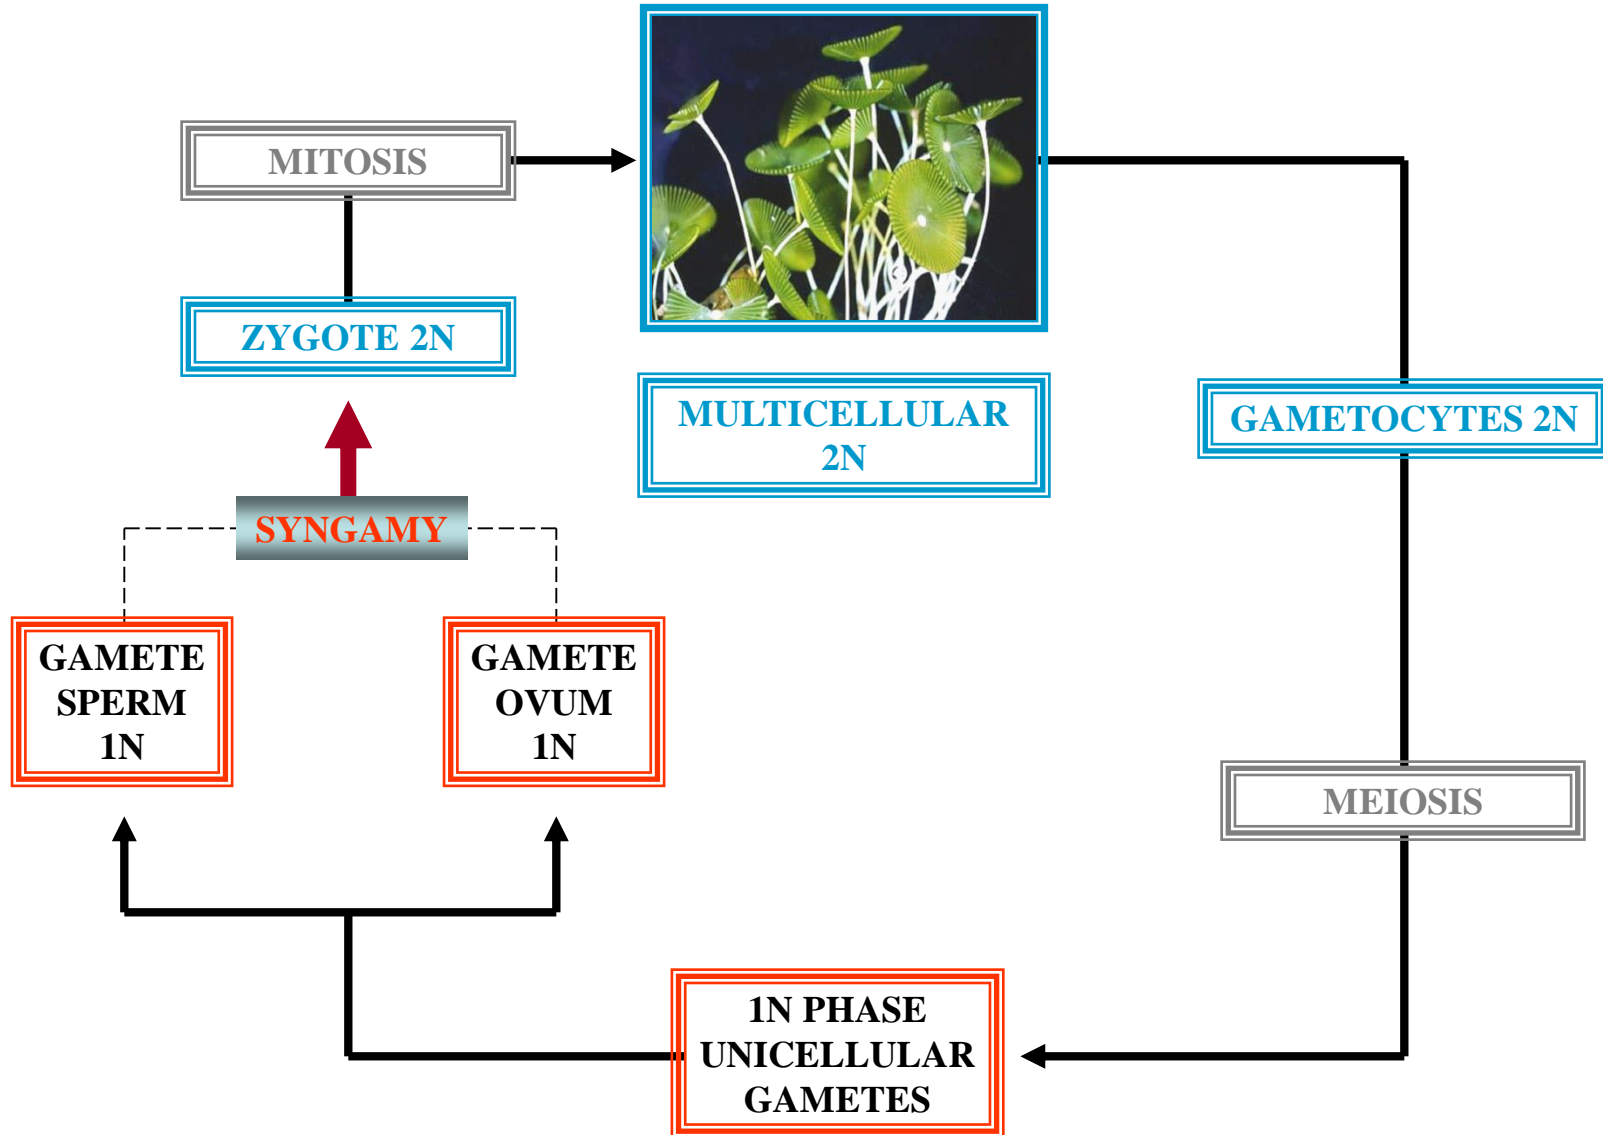 MITOSIS
ZYGOTE 2N
MULTICELLULAR
2N
GAMETOCYTES 2N
SYNGAMY
GAMETE
SPERM
1N
GAMETE
OVUM
1N
MEIOSIS
1N PHASE
UNICELLULAR
GAMETES